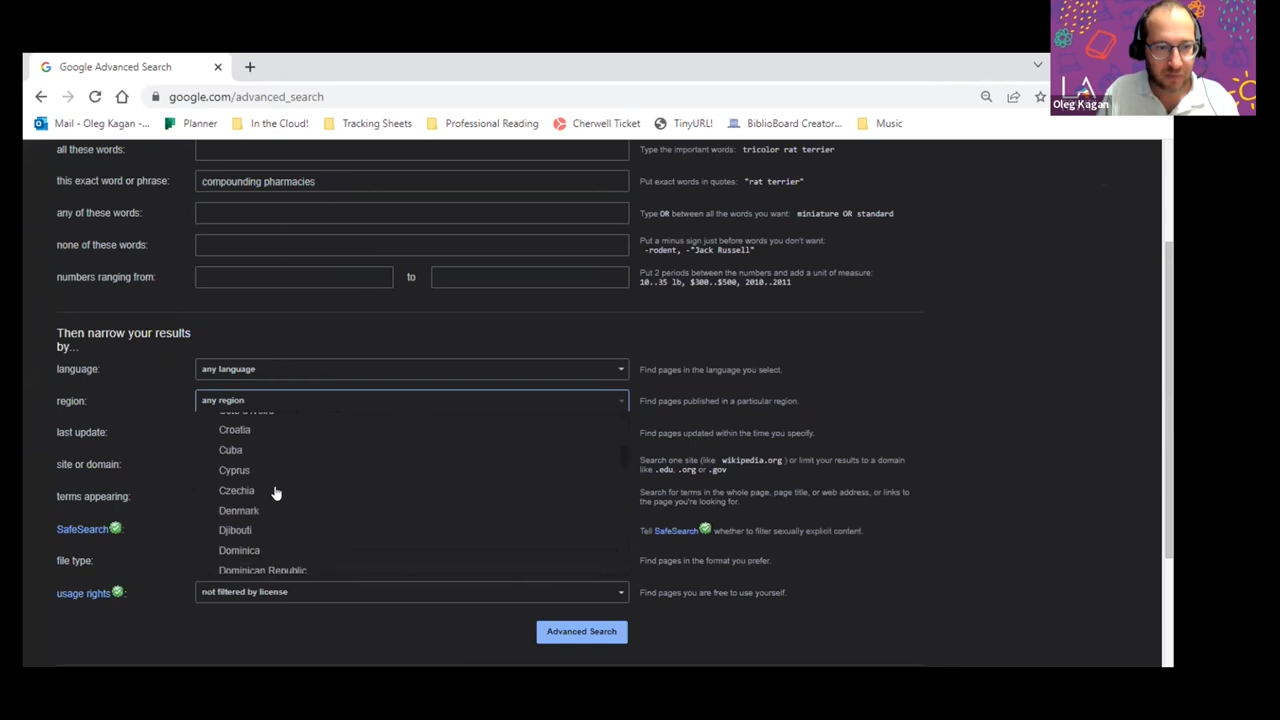 Google Advanced Search
google.com/advanced_search
LA
Oleg Kagan
Mail - Oleg Kagan -...
Planner
In the Cloud!
Tracking Sheets
Professional Reading
Cherwell Ticket
TinyURL!
BiblioBoard Creator...
Music
all these words:
Type the important words: tricolor rat terrier
this exact word or phrase:
compounding pharmacies
Put exact words in quotes: "rat terrier"
any of these words:
Type OR between all the words you want: miniature OR standard
none of these words:
Put a minus sign just before words you don't want:
-rodent, -"Jack Russell"
numbers ranging from:
to
Put 2 periods between the numbers and add a unit of measure:
10..35 lb, $300..$500, 2010..2011
Then narrow your results
by...
language:
any language
Find pages in the language you select.
region:
any region
Find pages published in a particular region.
Croatia
Cuba
Cyprus
Czechia
Denmark
Djibouti
Dominica
Dominican Republic
last update:
Find pages updated within the time you specify.
site or domain:
Search one site (like wikipedia.org ) or limit your results to a domain
like .edu, .org or .gov
terms appearing:
Search for terms in the whole page, page title, or web address, or links to
the page you're looking for.
SafeSearch :
Tell SafeSearch whether to filter sexually explicit content.
file type:
Find pages in the format you prefer.
usage rights :
not filtered by license
Find pages you are free to use yourself.
Advanced Search